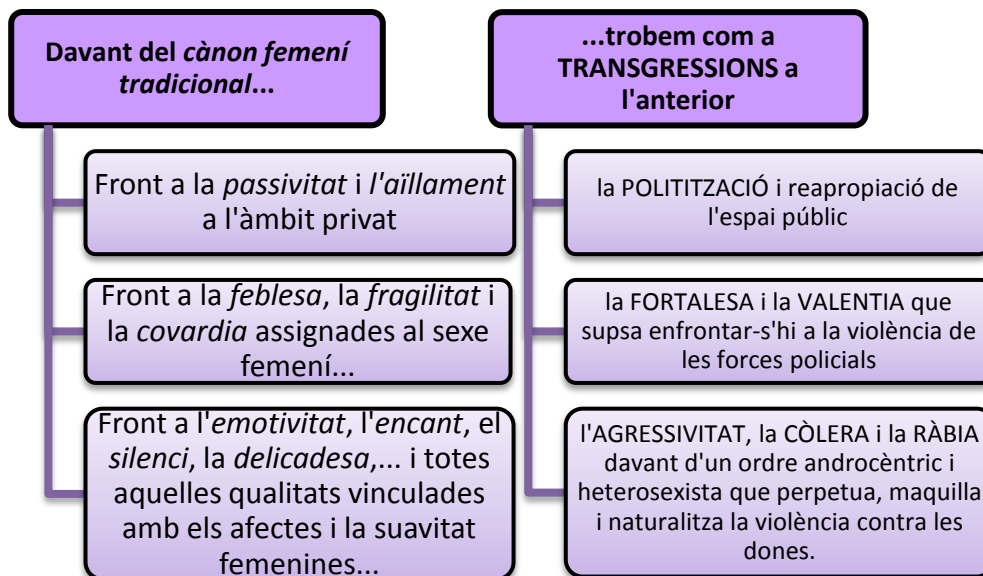 Davant del cànon femení
tradicional...
Front a la passivitat i l'aïllament
a l'àmbit privat
Front a la feblesa, la fragilitat i
la covardia assignades al sexe
femení...
Front a l'emotivitat, l'encant, el
silenci, la delicadesa,... i totes
aquelles qualitats vinculades
amb els afectes i la suavitat
femenines...
...trobem com a
TRANSGRESSIONS a
l'anterior
la POLITITZACIÓ i reapropiació de
l'espai públic
la FORTALESA i la VALENTIA que
supsa enfrontar-s'hi a la violència de
les forces policials
l'AGRESSIVITAT, la CÒLERA i la RÀBIA
davant d'un ordre androcèntric i
heterosexista que perpetua, maquilla
i naturalitza la violència contra les
dones.